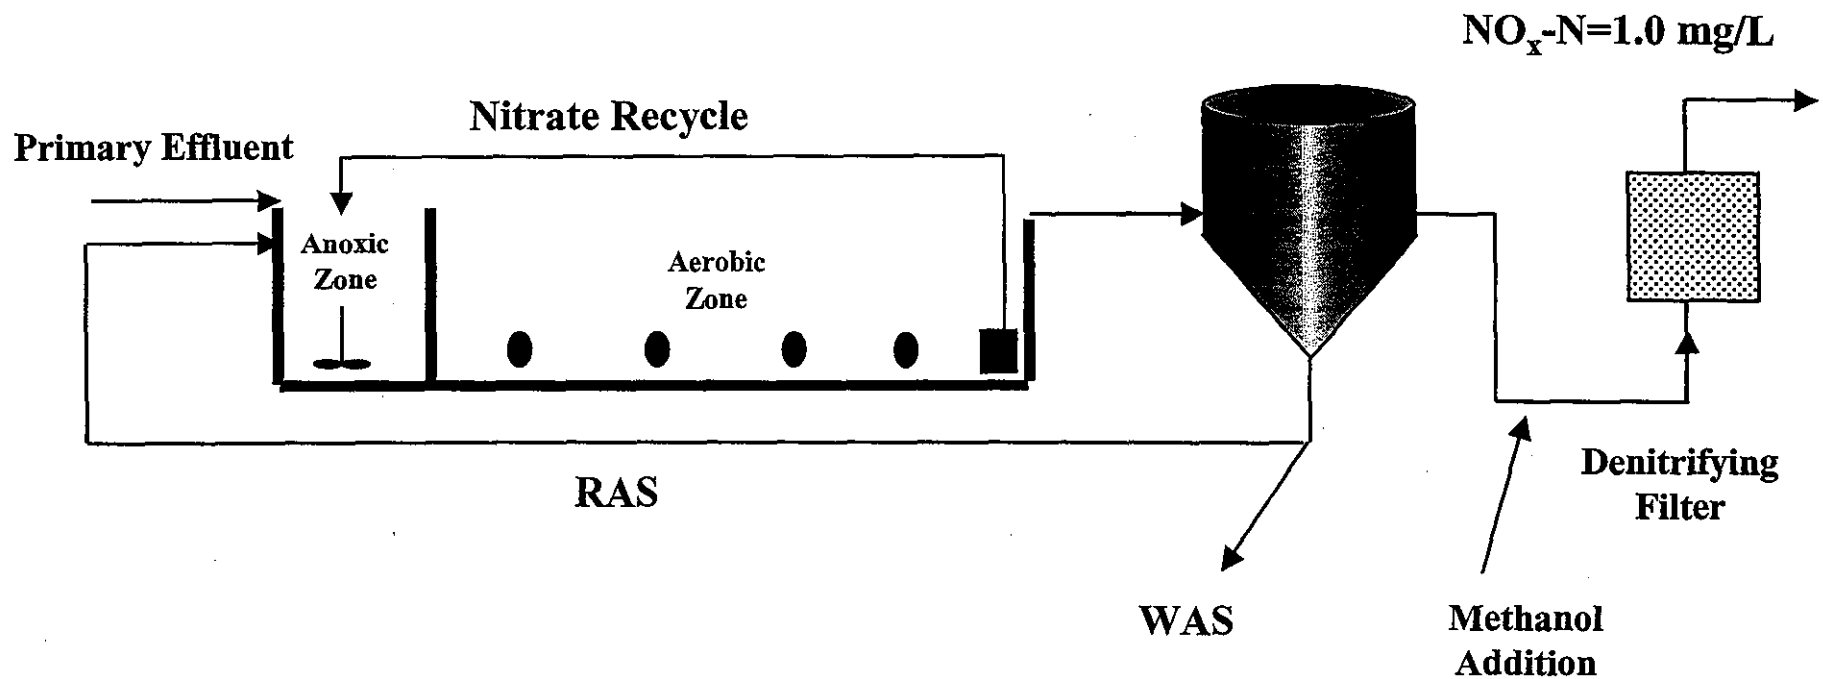 NOx-N=1.0 mg/L
Nitrate Recycle
Primary Effluent
Anoxic
Zone
Aerobic
Zone
Denitrifying
Filter
RAS
WAS
Methanol
Addition